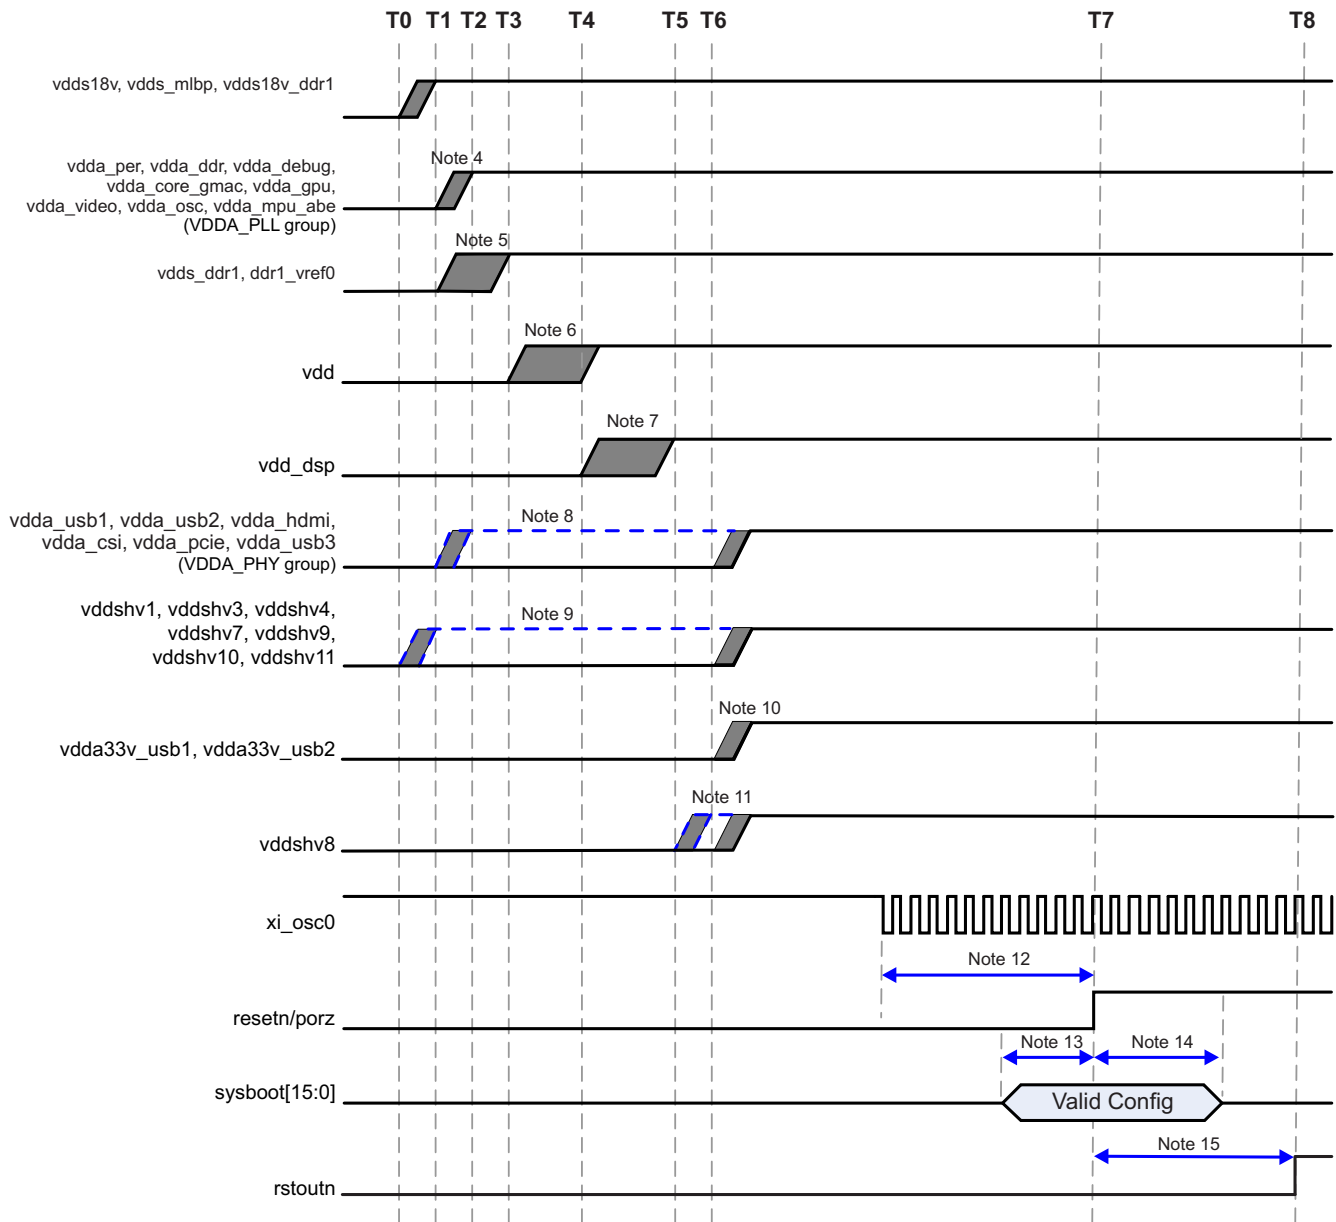 T0 T1 T2 T3 T4 T5 T6 T7 T8
vdds18v, vdds_mlbp, vdds18v_ddr1
Note 4
vdda_per, vdda_ddr, vdda_debug,
vdda_core_gmac, vdda_gpu,
vdda_video, vdda_osc, vdda_mpu_abe
(VDDA_PLL group)
Note 5
vdds_ddr1, ddr1_vref0
Note 6
vdd
Note 7
vdd_dsp
Note 8
vdda_usb1, vdda_usb2, vdda_hdmi,
vdda_csi, vdda_pcie, vdda_usb3
(VDDA_PHY group)
Note 9
vddshv1, vddshv3, vddshv4,
vddshv7, vddshv9,
vddshv10, vddshv11
Note 10
vdda33v_usb1, vdda33v_usb2
Note 11
vddshv8
xi_osc0
Note 12
resetn/porz
Note 13 Note 14
sysboot[15:0]
Valid Config
Note 15
rstoutn